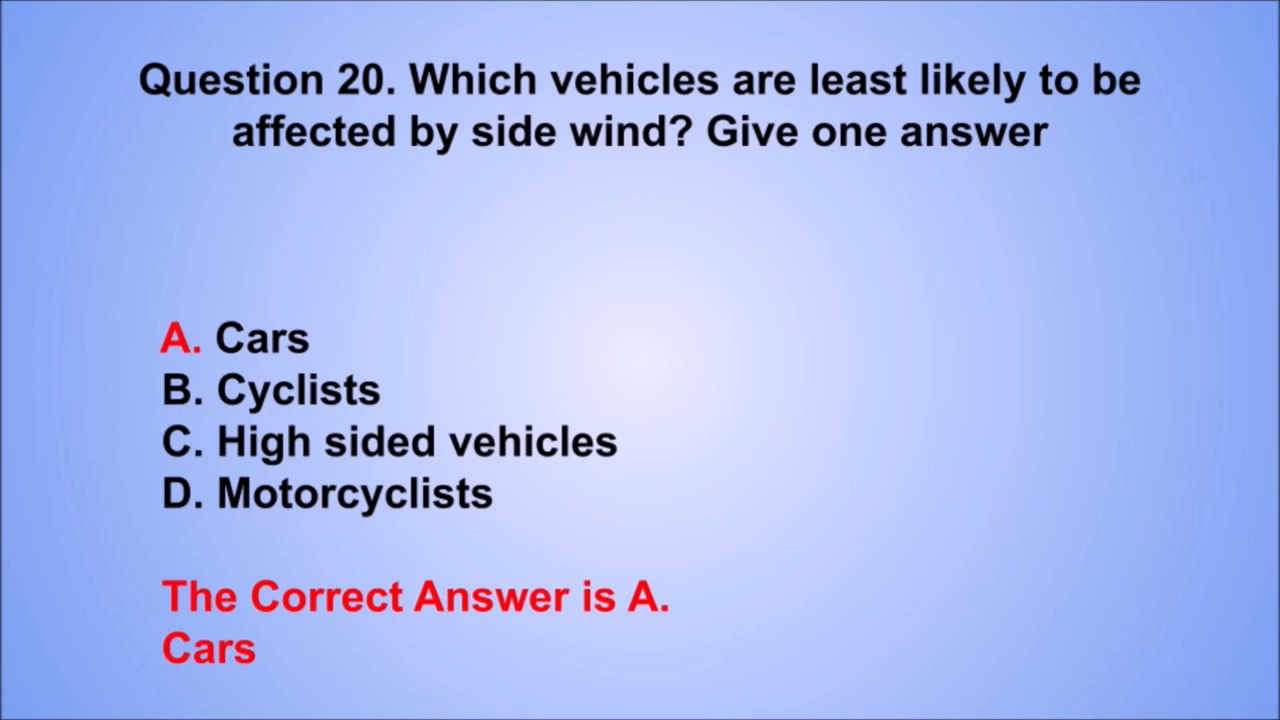 Question 20. Which vehicles are least likely to be
affected by side wind? Give one answer
A. Cars
B. Cyclists
C. High sided vehicles
D. Motorcyclists
The Correct Answer is A.
Cars